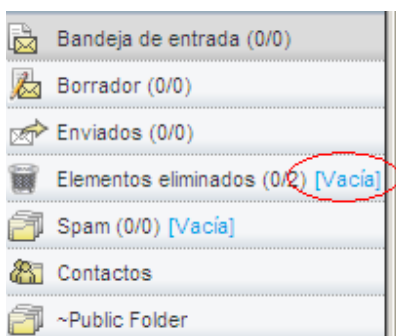 Bandeja de entrada (0/0)
Borrador (0/0)
Enviados (0/0)
Elementos eliminados (0/2) [Vacía]
Spam (0/0) [Vacía]
Contactos
~Public Folder